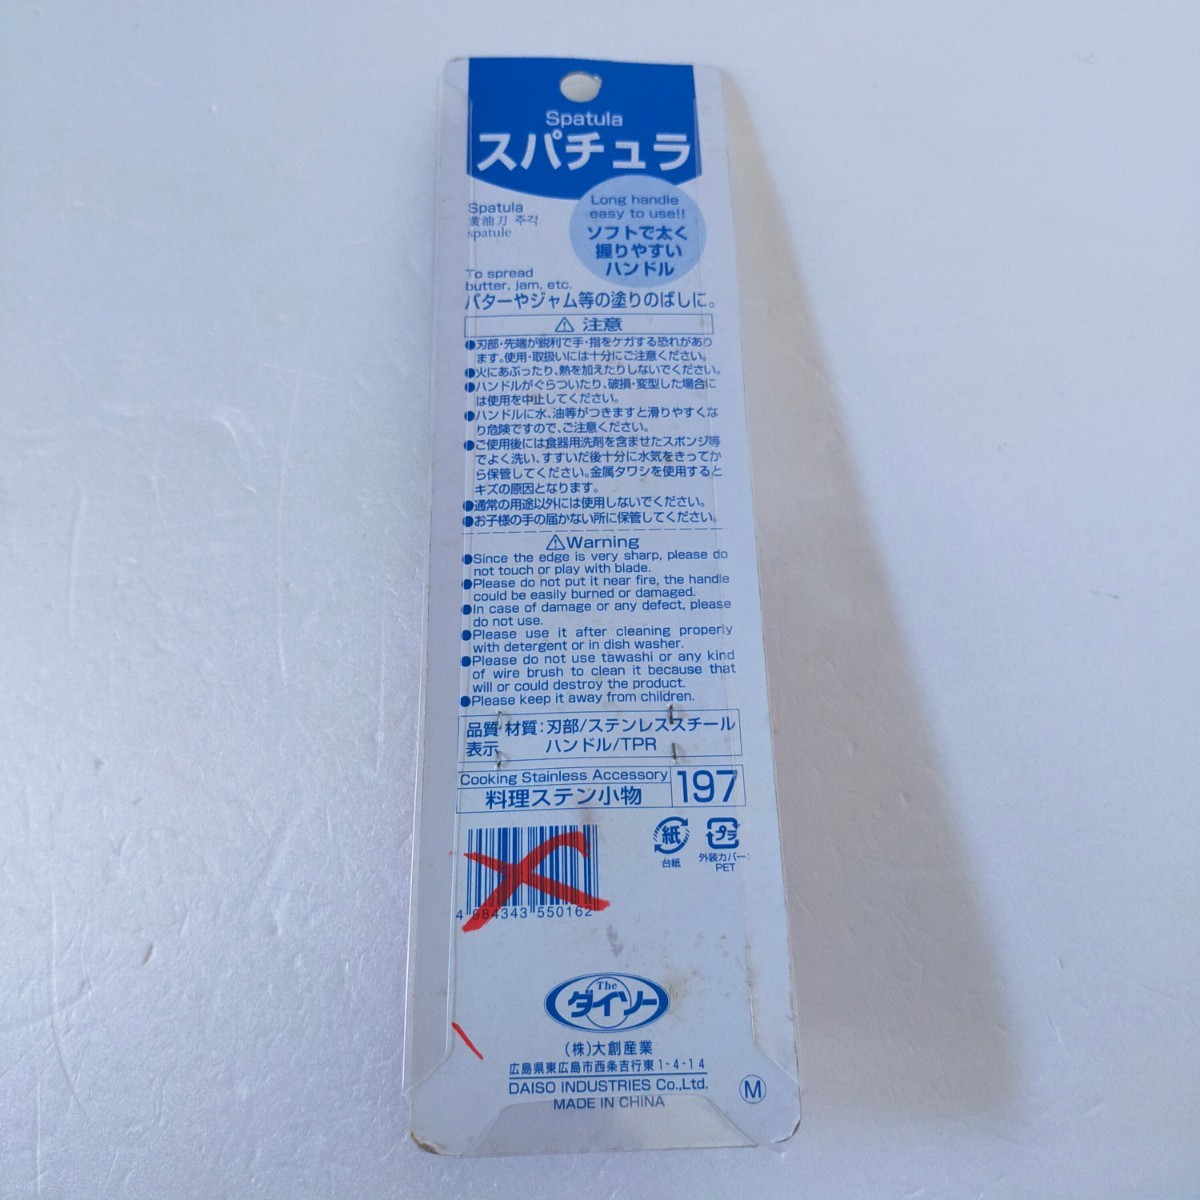 Spatula
スパチュラ
Spatula
黄油刀 주걱
spatule
Long handle
easy to use!!
ソフトで太く
握りやすい
ハンドル
To spread
butter, jam, etc.
バターやジャム等の塗りのばしに。
⚠ 注意
●刃部・先端が鋭利で手・指をケガする恐れがあり
ます。使用・取扱いには十分にご注意ください。
●火にあぶったり、熱を加えたりしないでください。
●ハンドルがぐらついたり、破損・変型した場合に
は使用を中止してください。
●ハンドルに水、油等がつきますと滑りやすくな
り危険ですので、ご注意ください。
●ご使用後には食器用洗剤を含ませたスポンジ等
でよく洗い、すすいだ後十分に水気をきってか
ら保管してください。金属タワシを使用すると
キズの原因となります。
●通常の用途以外には使用しないでください。
●お子様の手の届かない所に保管してください。
⚠Warning
●Since the edge is very sharp, please do
not touch or play with blade.
●Please do not put it near fire, the handle
could be easily burned or damaged.
●In case of damage or any defect, please
do not use.
●Please use it after cleaning properly
with detergent or in dish washer.
●Please do not use tawashi or any kind
of wire brush to clean it because that
will or could destroy the product.
●Please keep it away from children.
品質 材質：刃部/ステンレススチール
表示 ハンドル/TPR
Cooking Stainless Accessory
料理ステン小物
197
紙
台紙
プラ
外装カバー：
PET
4 984343 550162
The
ダイソー
(株)大創産業
広島県東広島市西条吉行東1-4-14
DAISO INDUSTRIES Co.,Ltd.
MADE IN CHINA
M